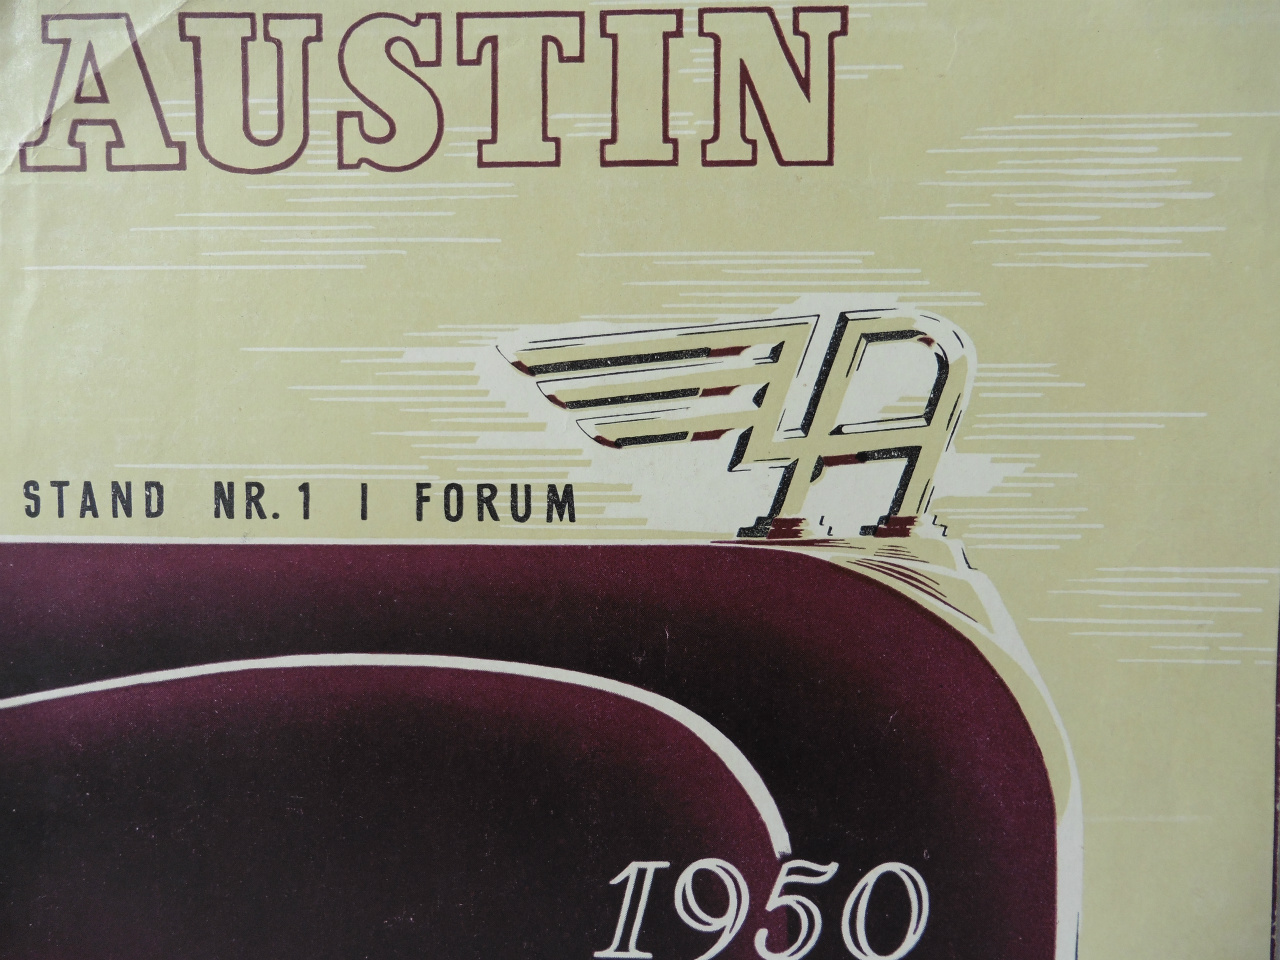 AUSTIN
A
STAND NR. 1 I FORUM
1950